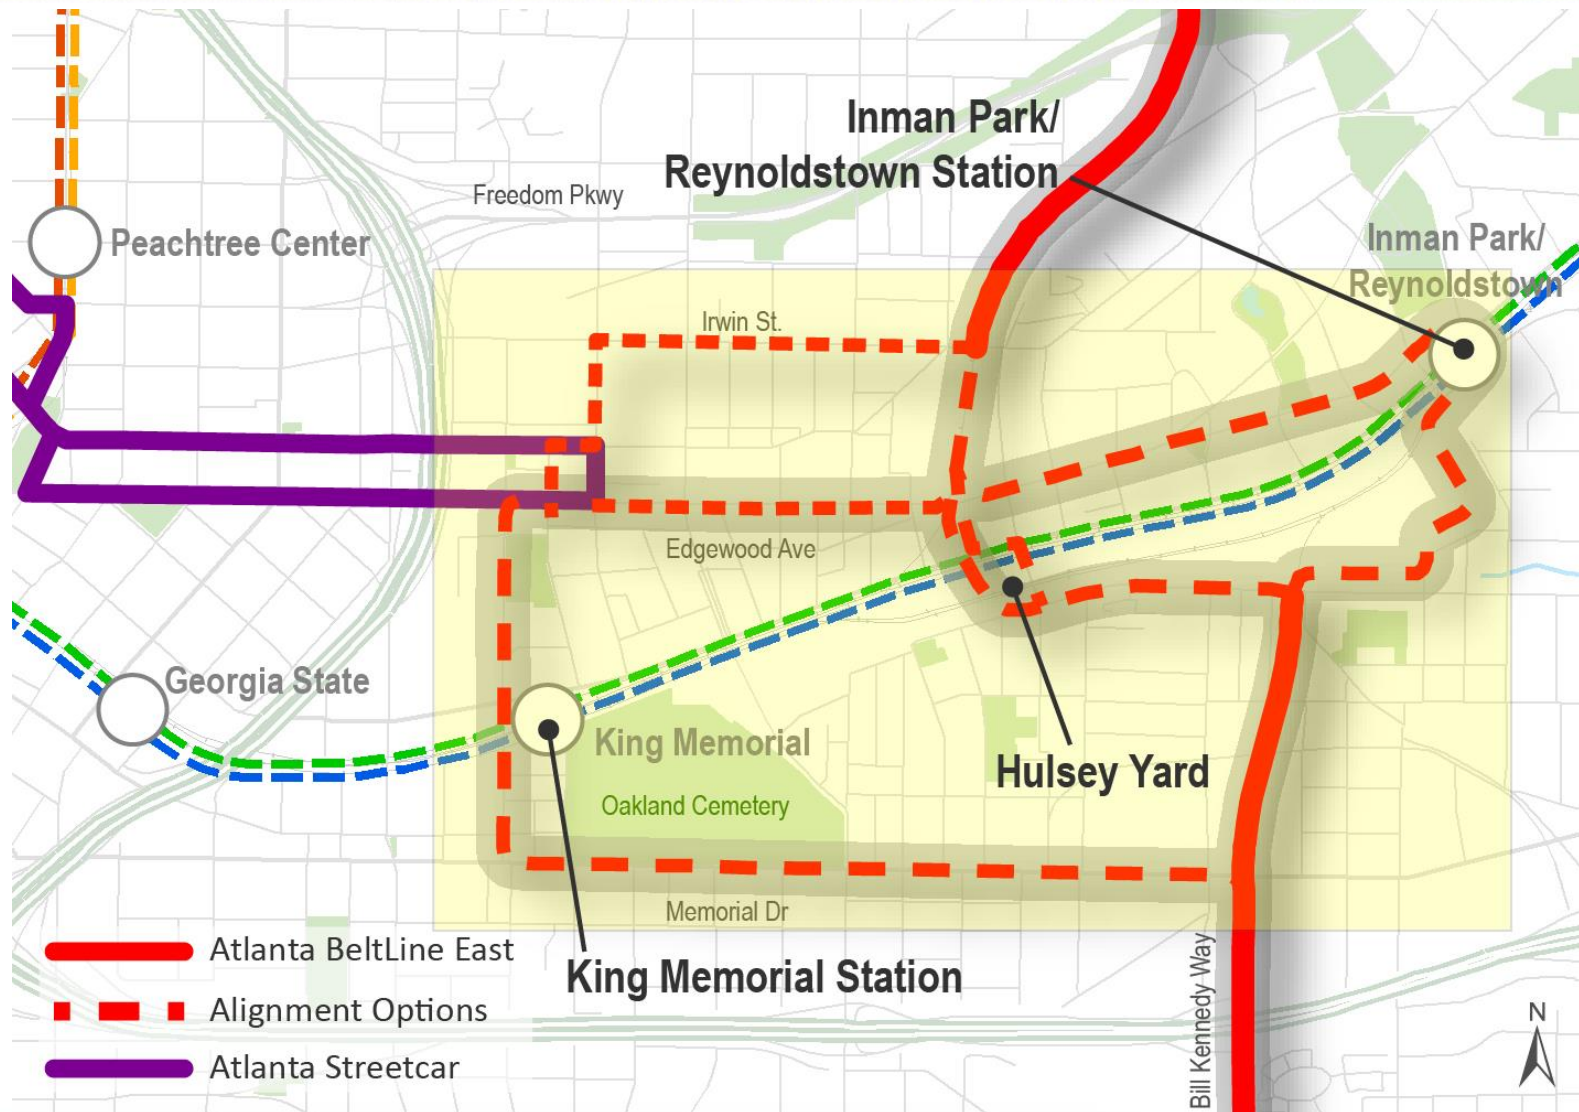 Inman Park/
Reynoldstown Station
Freedom Pkwy
Peachtree Center
Inman Park/
Reynoldstown
Irwin St.
Edgewood Ave
Georgia State
King Memorial
Hulsey Yard
Oakland Cemetery
Memorial Dr
King Memorial Station
Bill Kennedy Way
Atlanta BeltLine East
Alignment Options
Atlanta Streetcar
N